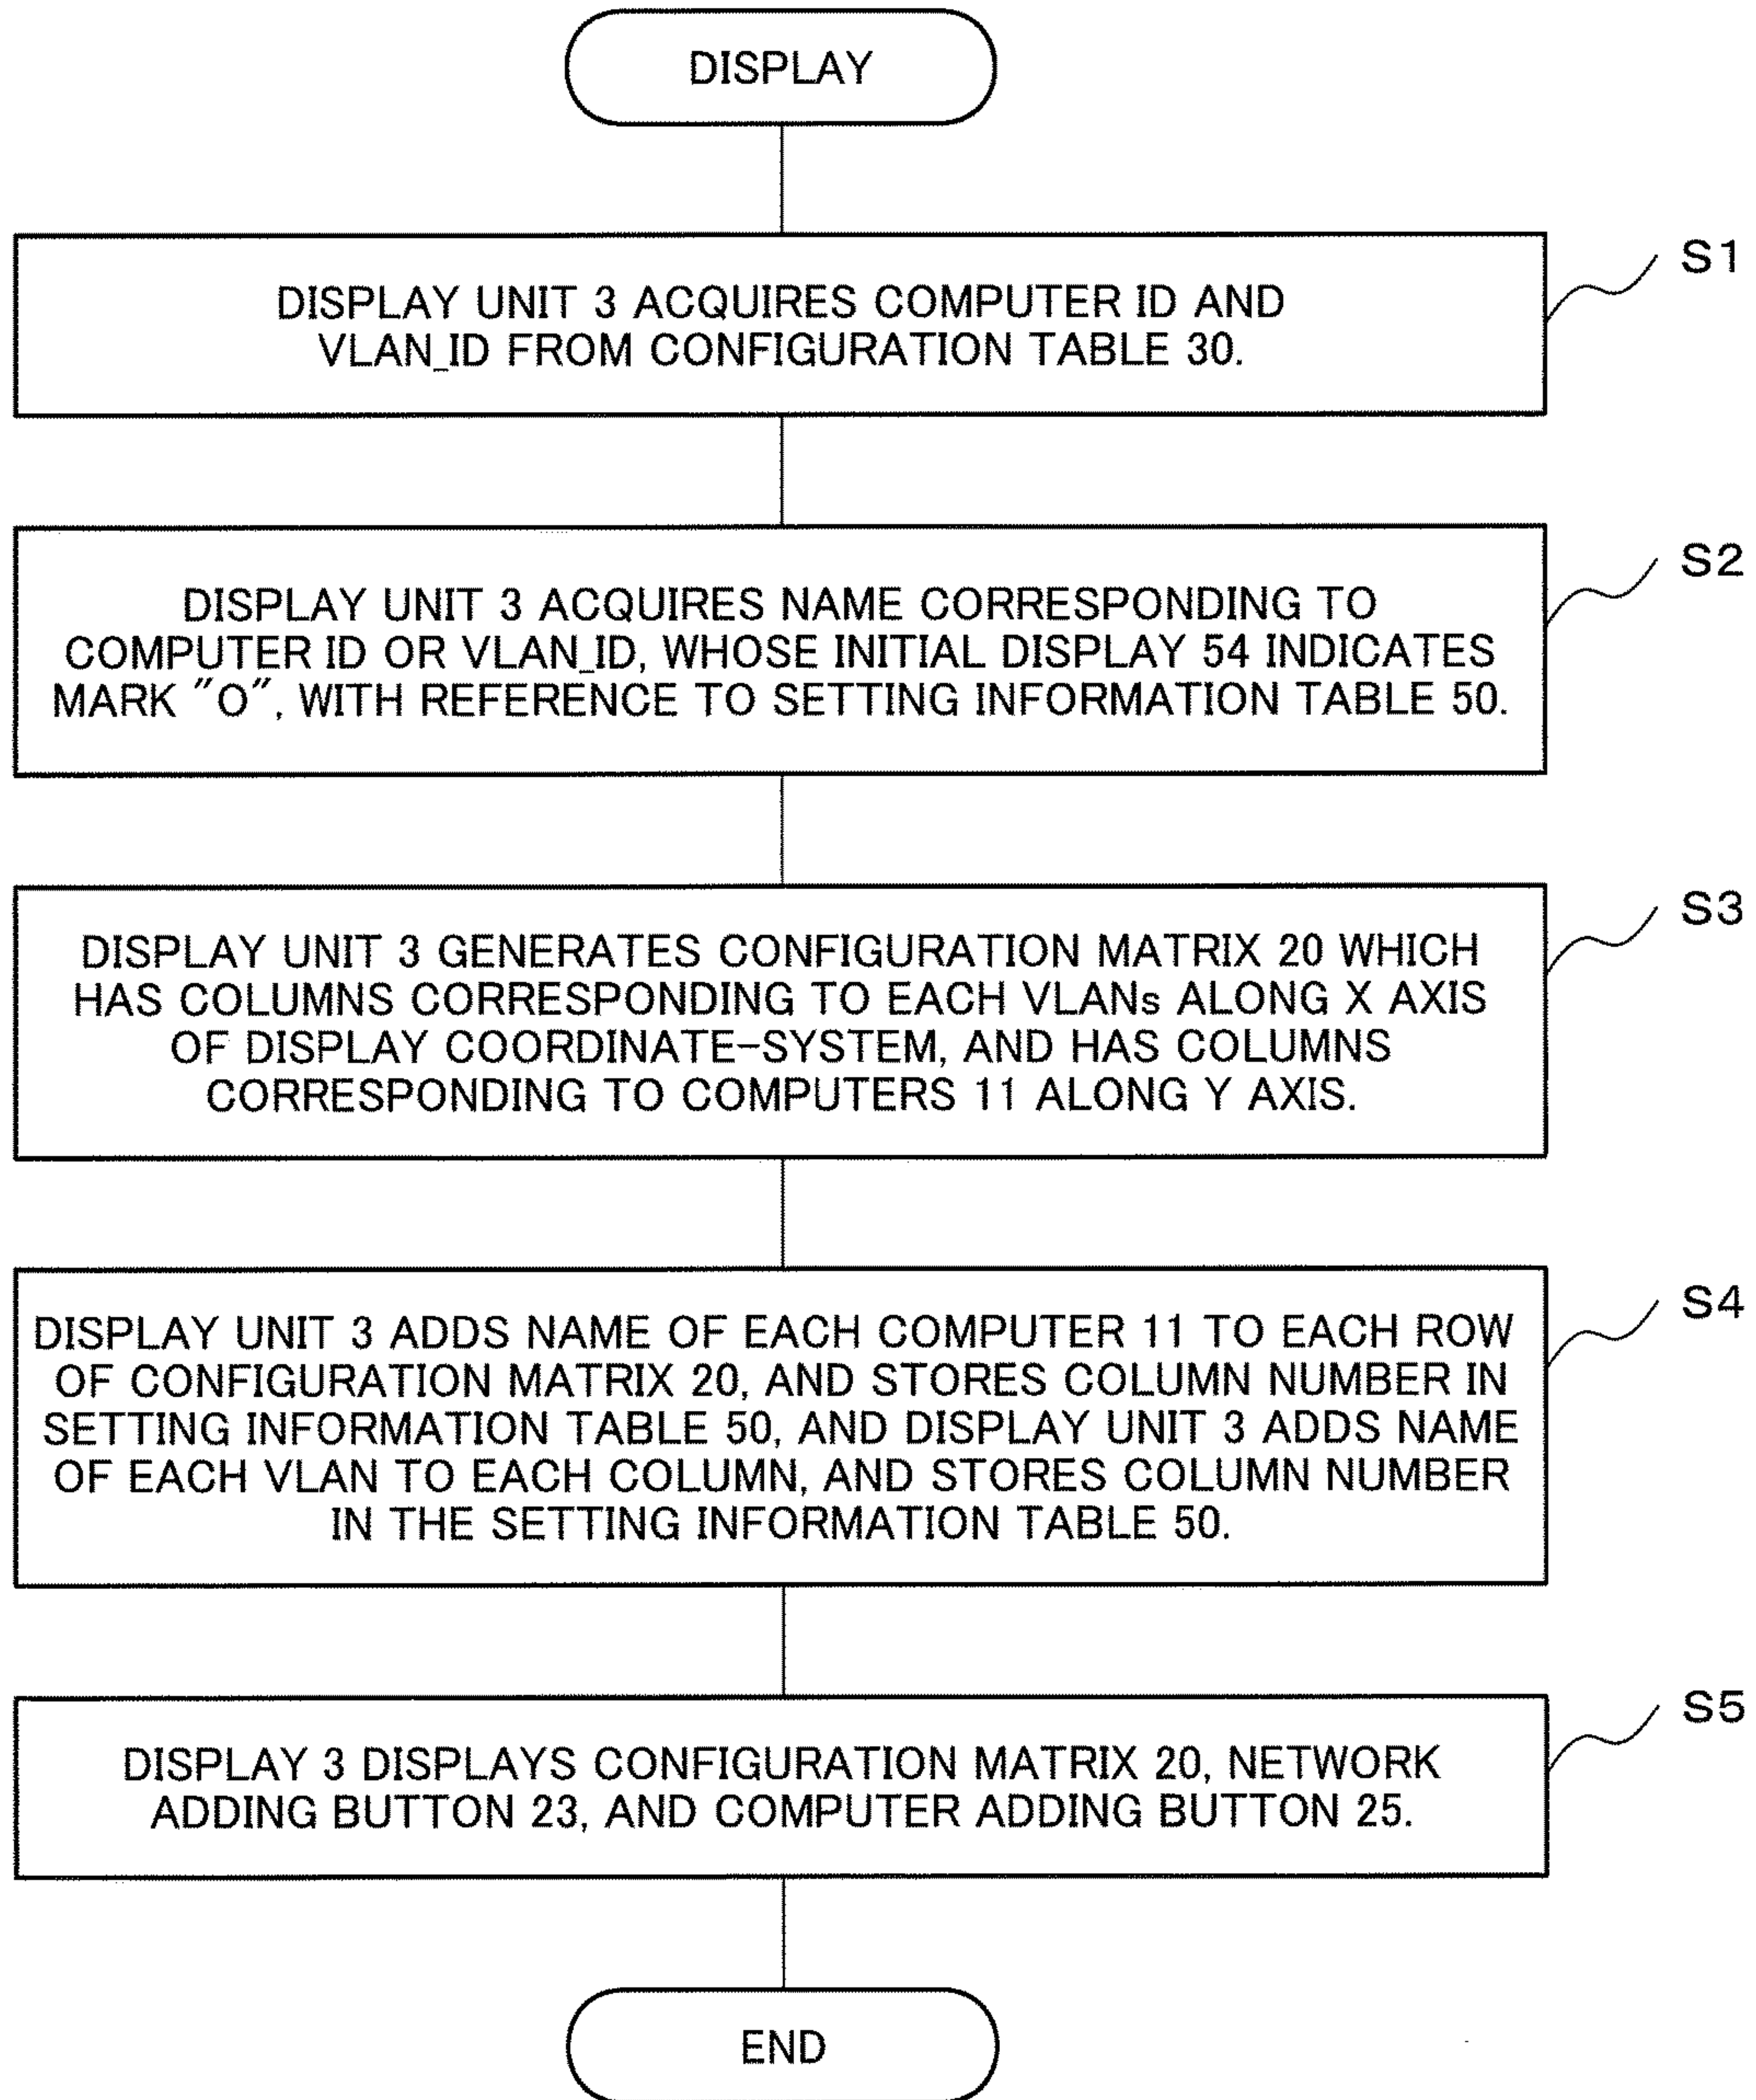 DISPLAY
S1
DISPLAY UNIT 3 ACQUIRES COMPUTER ID AND
VLAN_ID FROM CONFIGURATION TABLE 30.
S2
DISPLAY UNIT 3 ACQUIRES NAME CORRESPONDING TO
COMPUTER ID OR VLAN_ID, WHOSE INITIAL DISPLAY 54 INDICATES
MARK "O", WITH REFERENCE TO SETTING INFORMATION TABLE 50.
S3
DISPLAY UNIT 3 GENERATES CONFIGURATION MATRIX 20 WHICH
HAS COLUMNS CORRESPONDING TO EACH VLANs ALONG X AXIS
OF DISPLAY COORDINATE-SYSTEM, AND HAS COLUMNS
CORRESPONDING TO COMPUTERS 11 ALONG Y AXIS.
S4
DISPLAY UNIT 3 ADDS NAME OF EACH COMPUTER 11 TO EACH ROW
OF CONFIGURATION MATRIX 20, AND STORES COLUMN NUMBER IN
SETTING INFORMATION TABLE 50, AND DISPLAY UNIT 3 ADDS NAME
OF EACH VLAN TO EACH COLUMN, AND STORES COLUMN NUMBER
IN THE SETTING INFORMATION TABLE 50.
S5
DISPLAY 3 DISPLAYS CONFIGURATION MATRIX 20, NETWORK
ADDING BUTTON 23, AND COMPUTER ADDING BUTTON 25.
END